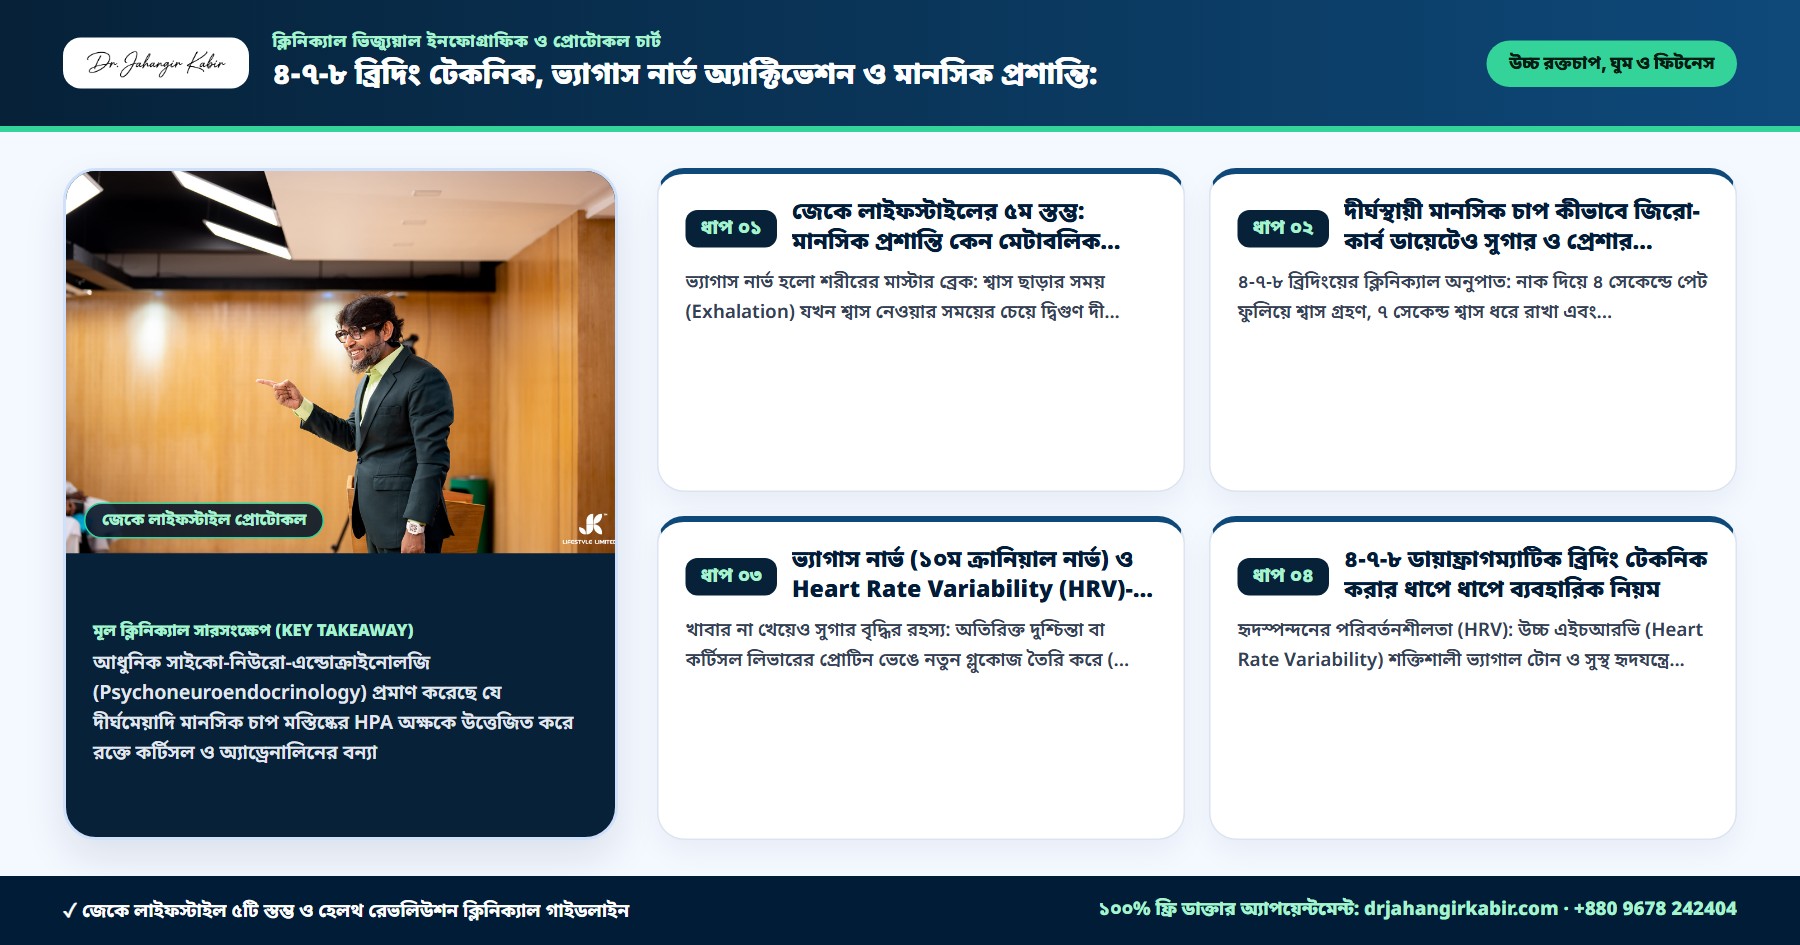 Dr. Jahangir Kabir
ক্লিনিক্যাল ভিজ্যুয়াল ইনফোগ্রাফিক ও প্রোটোকল চার্ট
৪-৭-৮ ব্রিদিং টেকনিক, ভ্যাগাস নার্ভ অ্যাক্টিভেশন ও মানসিক প্রশান্তি:
উচ্চ রক্তচাপ, ঘুম ও ফিটনেস
জেকে লাইফস্টাইল প্রোটোকল
JK
LIFESTYLE LIMITED
মূল ক্লিনিক্যাল সারসংক্ষেপ (KEY TAKEAWAY)
আধুনিক সাইকো-নিউরো-এন্ডোক্রাইনোলজি
(Psychoneuroendocrinology) প্রমাণ করেছে যে
দীর্ঘমেয়াদি মানসিক চাপ মস্তিষ্কের HPA অক্ষকে উত্তেজিত করে
রক্তে কর্টিসল ও অ্যাড্রেনালিনের বন্যা
ধাপ ০১
জেকে লাইফস্টাইলের ৫ম স্তম্ভ:
মানসিক প্রশান্তি কেন মেটাবলিক...
ভ্যাগাস নার্ভ হলো শরীরের মাস্টার ব্রেক: শ্বাস ছাড়ার সময়
(Exhalation) যখন শ্বাস নেওয়ার সময়ের চেয়ে দ্বিগুণ দী...
ধাপ ০২
দীর্ঘস্থায়ী মানসিক চাপ কীভাবে জিরো-
কার্ব ডায়েটেও সুগার ও প্রেশার...
৪-৭-৮ ব্রিদিংয়ের ক্লিনিক্যাল অনুপাত: নাক দিয়ে ৪ সেকেন্ডে পেট
ফুলিয়ে শ্বাস গ্রহণ, ৭ সেকেন্ড শ্বাস ধরে রাখা এবং...
ধাপ ০৩
ভ্যাগাস নার্ভ (১০ম ক্রানিয়াল নার্ভ) ও
Heart Rate Variability (HRV)-...
খাবার না খেয়েও সুগার বৃদ্ধির রহস্য: অতিরিক্ত দুশ্চিন্তা বা
কর্টিসল লিভারের প্রোটিন ভেঙে নতুন গ্লুকোজ তৈরি করে (...
ধাপ ০৪
৪-৭-৮ ডায়াফ্রাগম্যাটিক ব্রিদিং টেকনিক
করার ধাপে ধাপে ব্যবহারিক নিয়ম
হৃদস্পন্দনের পরিবর্তনশীলতা (HRV): উচ্চ এইচআরভি (Heart
Rate Variability) শক্তিশালী ভ্যাগাল টোন ও সুস্থ হৃদযন্ত্রে...
✓ জেকে লাইফস্টাইল ৫টি স্তম্ভ ও হেলথ রেভলিউশন ক্লিনিক্যাল গাইডলাইন
১০০% ফ্রি ডাক্তার অ্যাপয়েন্টমেন্ট: drjahangirkabir.com · +880 9678 242404